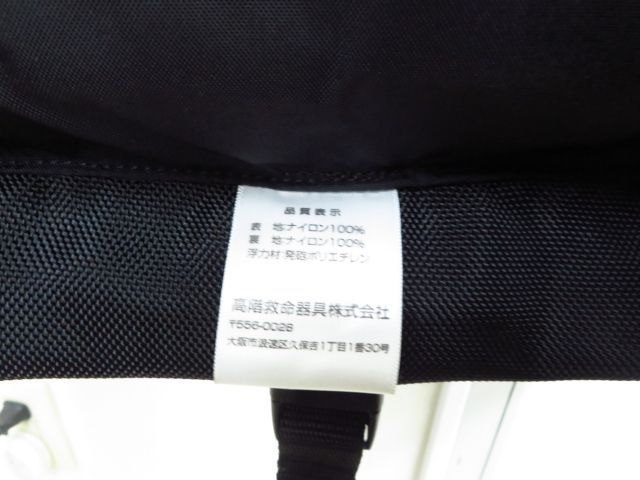 品質表示
表 地:ナイロン100%
裏 地:ナイロン100%
浮力材:発砲ポリエチレン
高階救命器具株式会社
〒556-0028
大阪市浪速区久保吉1丁目1番30号